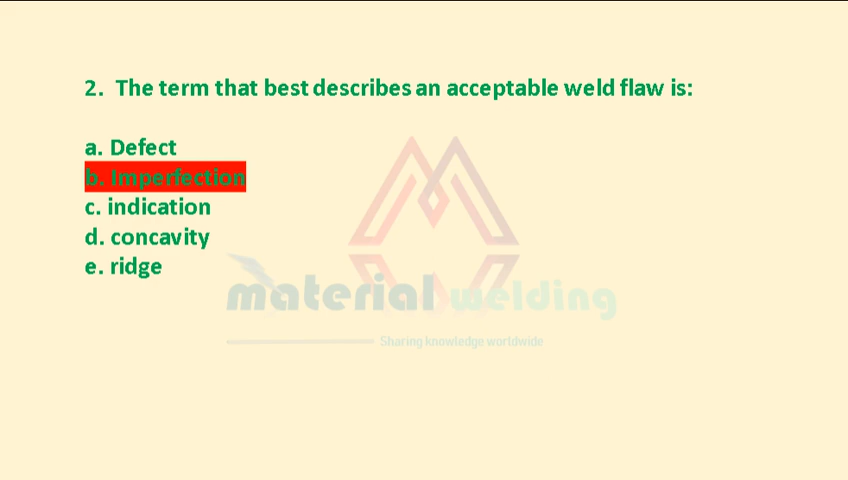 2. The term that best describes an acceptable weld flaw is:
a. Defect
b. Imperfection
c. indication
d. concavity
e. ridge
material welding
Sharing knowledge worldwide